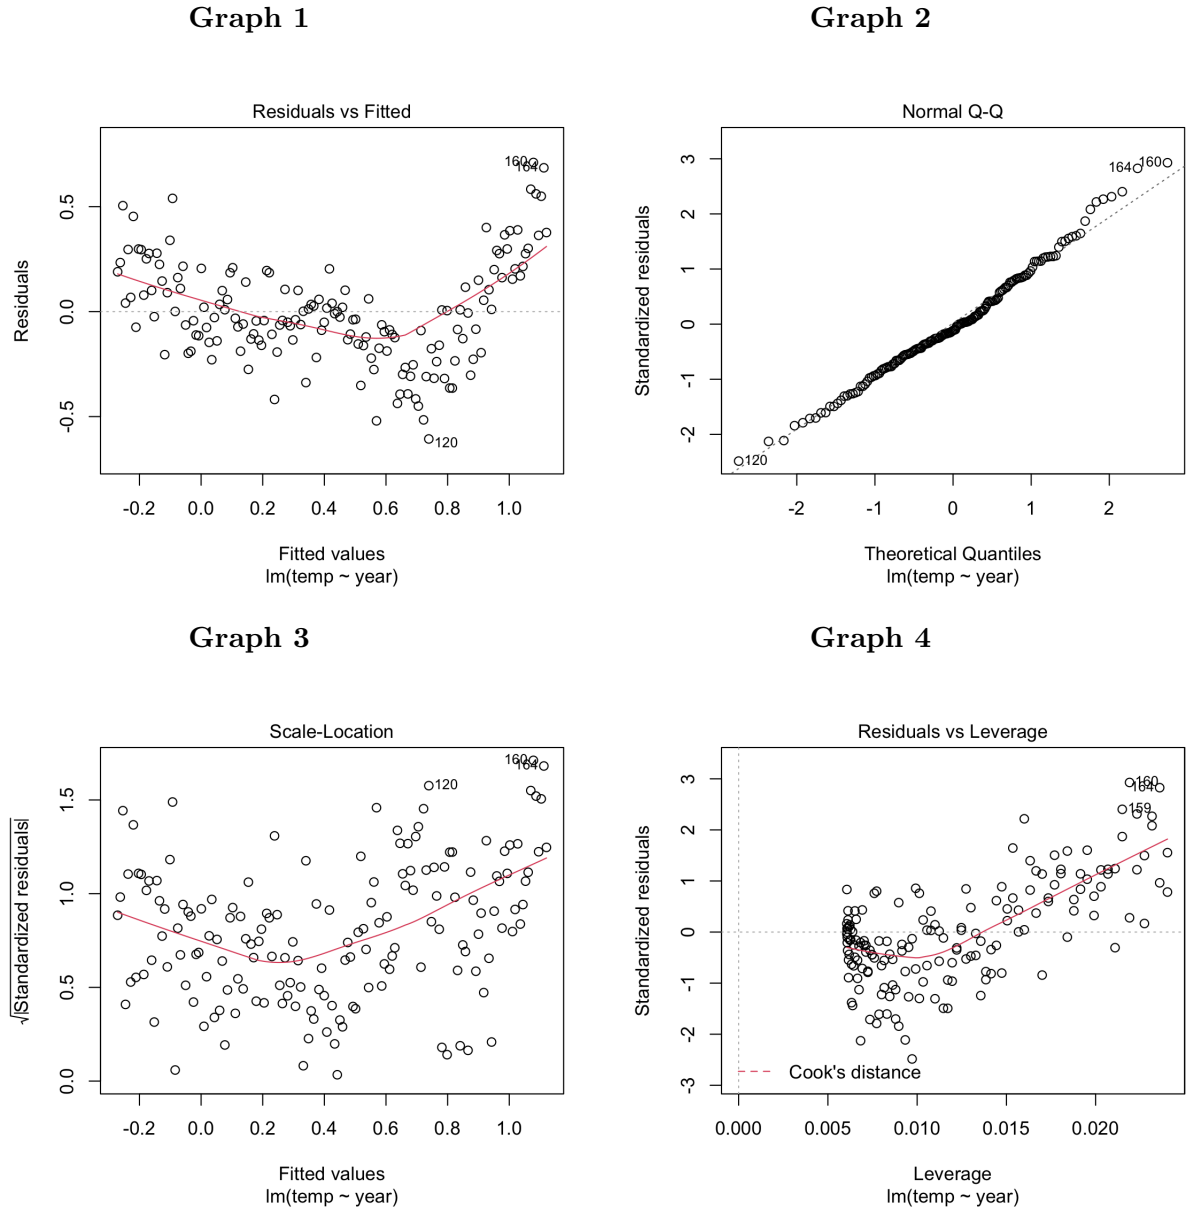 Graph 1
Graph 2
Residuals vs Fitted
Residuals
0.5
0.0
-0.5
160
164
120
-0.2 0.0 0.2 0.4 0.6 0.8 1.0
Fitted values
lm(temp ~ year)
Normal Q-Q
Standardized residuals
3
2
1
0
-1
-2
164
160
120
-2 -1 0 1 2
Theoretical Quantiles
lm(temp ~ year)
Graph 3
Graph 4
Scale-Location
√|Standardized residuals|
1.5
1.0
0.5
0.0
160
164
120
-0.2 0.0 0.2 0.4 0.6 0.8 1.0
Fitted values
lm(temp ~ year)
Residuals vs Leverage
Standardized residuals
3
2
1
0
-1
-2
-3
160
164
159
Cook's distance
0.000 0.005 0.010 0.015 0.020
Leverage
lm(temp ~ year)